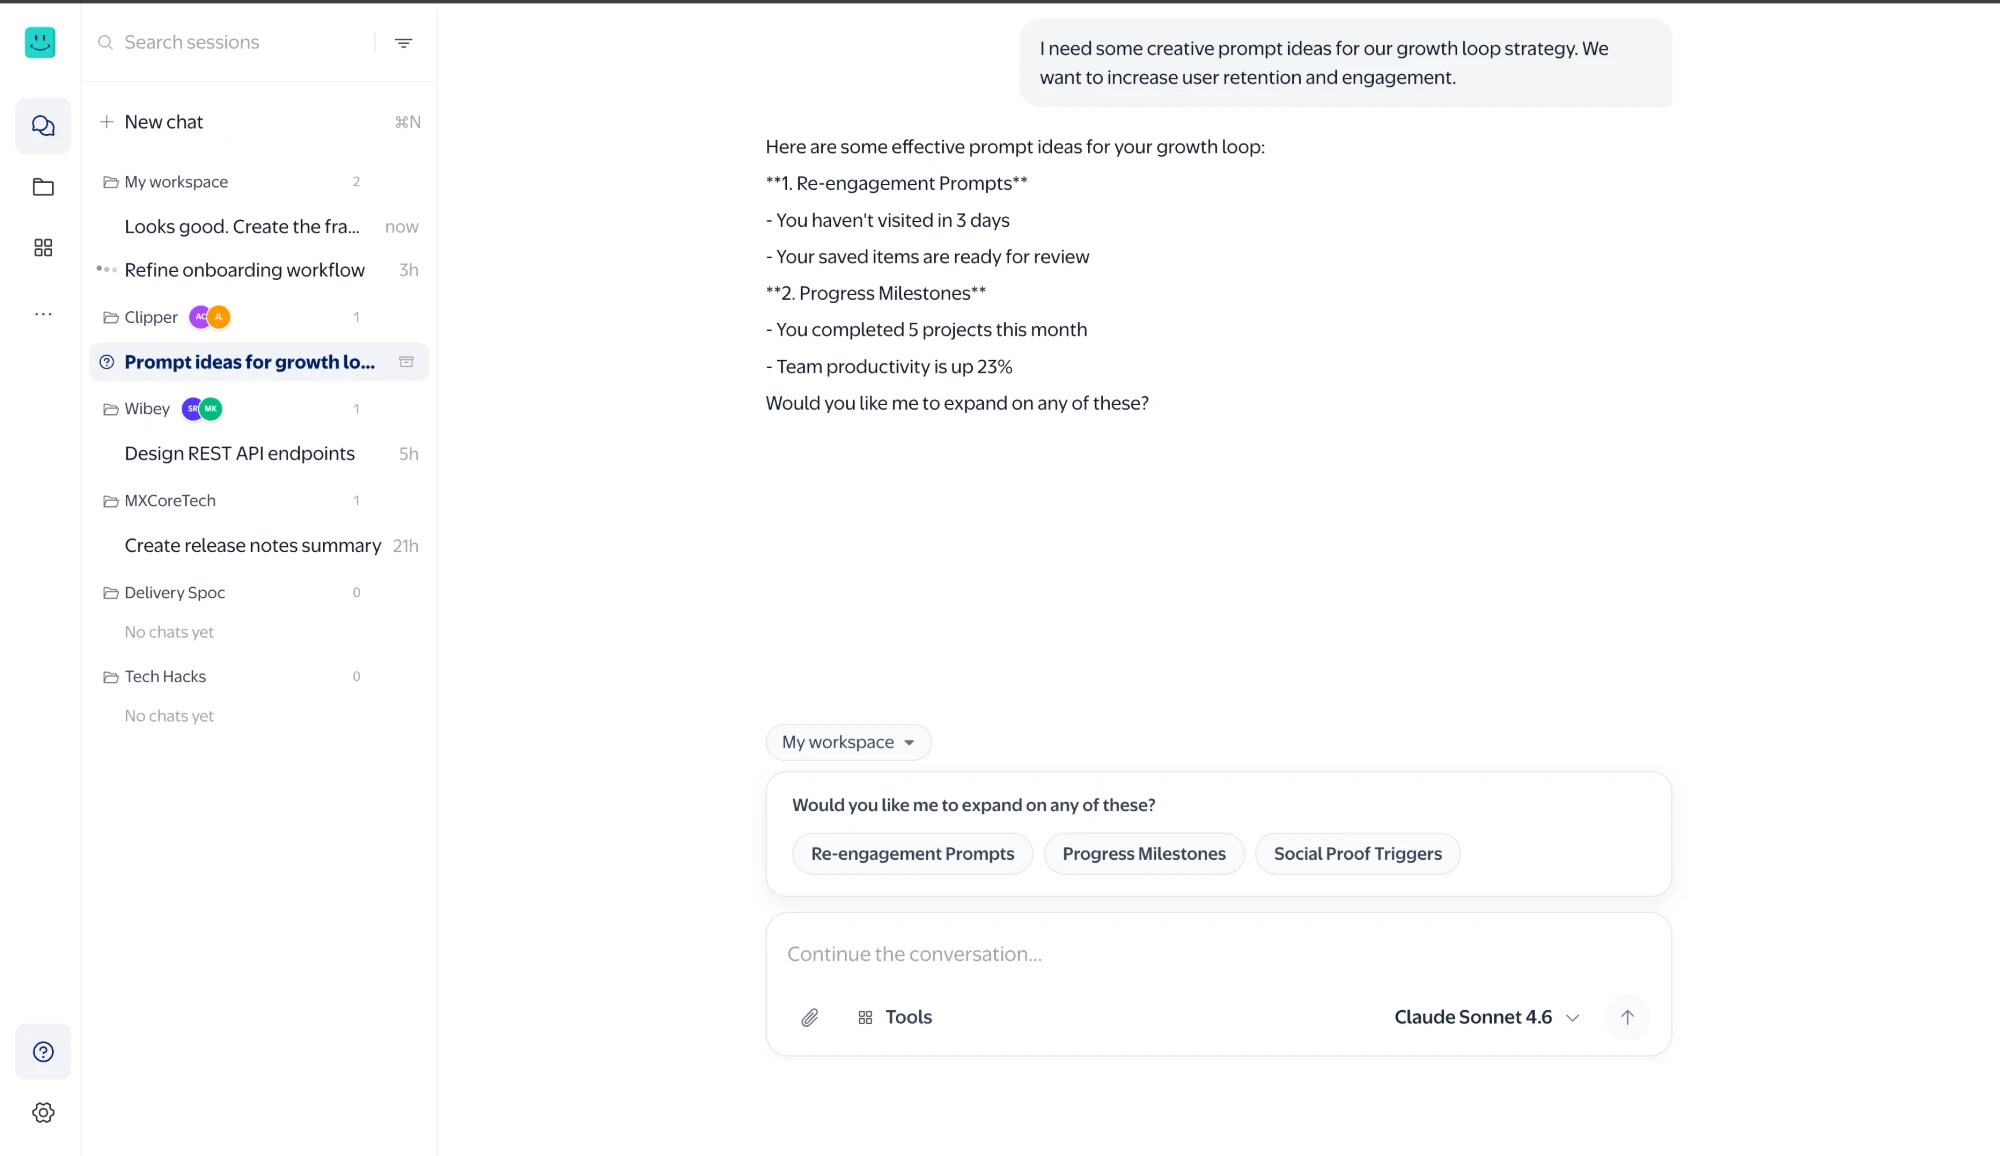 Search sessions
New chat ⌘N
My workspace 2
Looks good. Create the fra... now
Refine onboarding workflow 3h
Clipper AC JL 1
Prompt ideas for growth lo...
Wibey SR MK 1
Design REST API endpoints 5h
MXCoreTech 1
Create release notes summary 21h
Delivery Spoc 0
No chats yet
Tech Hacks 0
No chats yet
I need some creative prompt ideas for our growth loop strategy. We
want to increase user retention and engagement.
Here are some effective prompt ideas for your growth loop:
**1. Re-engagement Prompts**
- You haven't visited in 3 days
- Your saved items are ready for review
**2. Progress Milestones**
- You completed 5 projects this month
- Team productivity is up 23%
Would you like me to expand on any of these?
My workspace
Would you like me to expand on any of these?
Re-engagement Prompts Progress Milestones Social Proof Triggers
Continue the conversation...
Tools Claude Sonnet 4.6